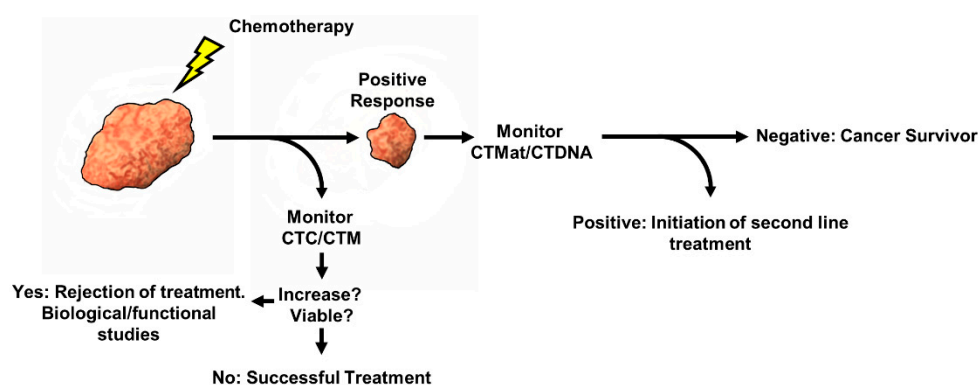 Chemotherapy
Positive
Response
Monitor
CTMat/CTDNA
Negative: Cancer Survivor
Positive: Initiation of second line
treatment
Monitor
CTC/CTM
Yes: Rejection of treatment.
Biological/functional
studies
Increase?
Viable?
No: Successful Treatment